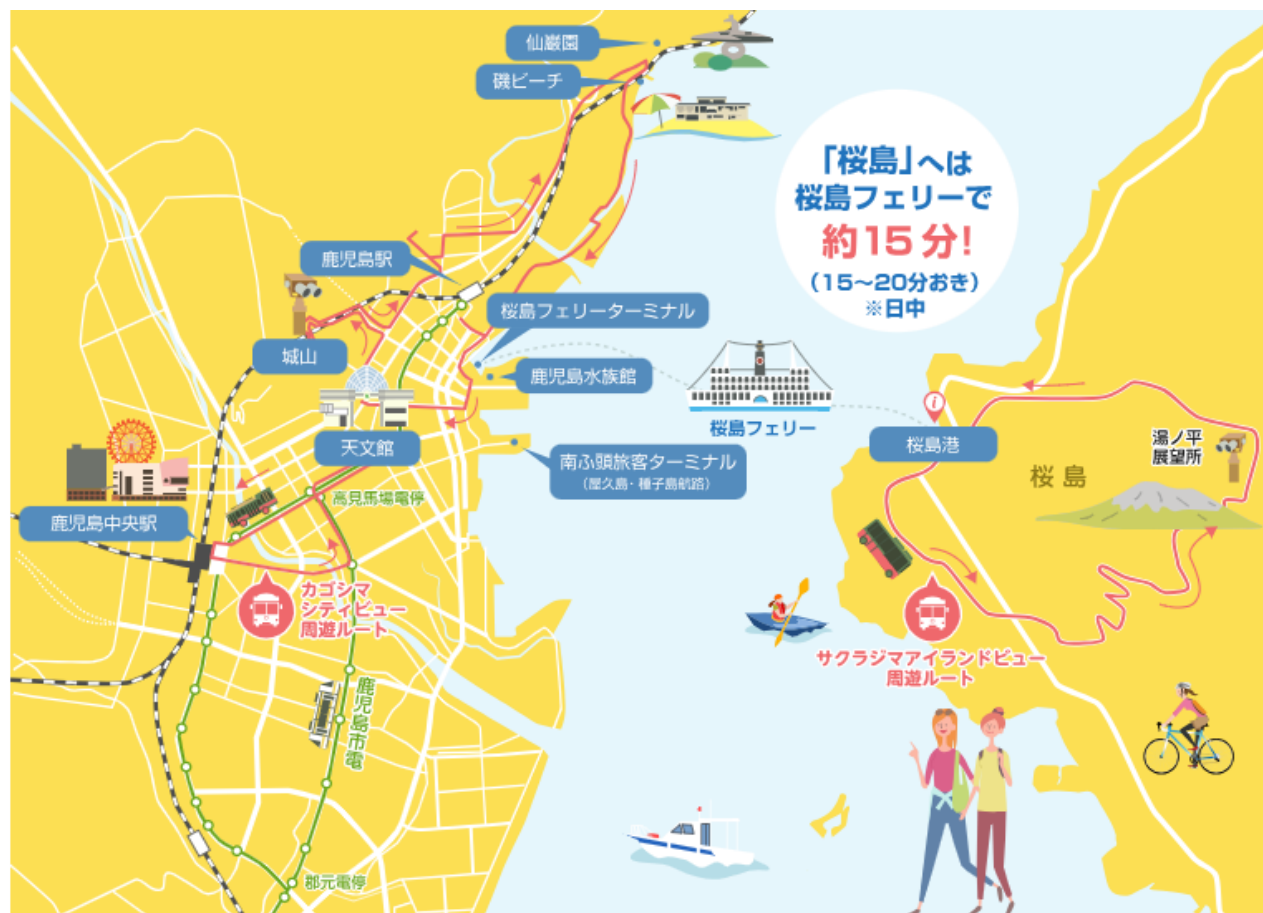 仙巌園
磯ビーチ
「桜島」へは
桜島フェリーで
約15分!
(15〜20分おき)
※日中
鹿児島駅
桜島フェリーターミナル
城山
鹿児島水族館
天文館
桜島フェリー
桜島港
湯ノ平
展望所
桜島
南ふ頭旅客ターミナル
(屋久島・種子島航路)
高見馬場電停
鹿児島中央駅
カゴシマ
シティビュー
周遊ルート
サクラジマアイランドビュー
周遊ルート
鹿児島市電
郡元電停